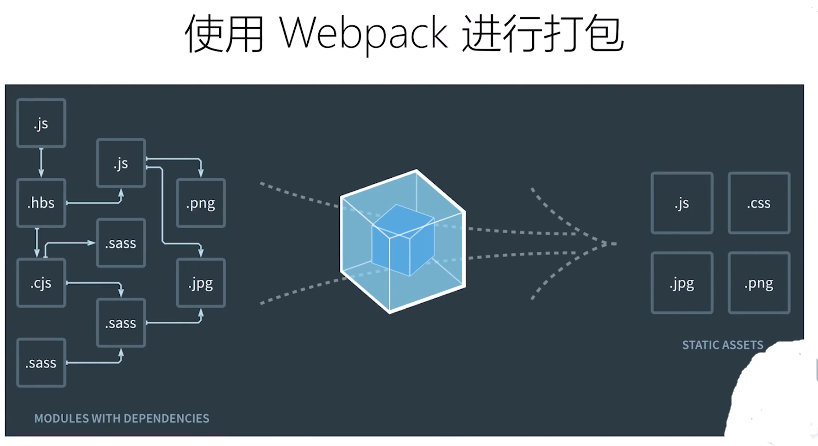 使用 Webpack 进行打包
.js
.js
.hbs
.png
.sass
.cjs
.jpg
.sass
.sass
MODULES WITH DEPENDENCIES
.js
.css
.jpg
.png
STATIC ASSETS